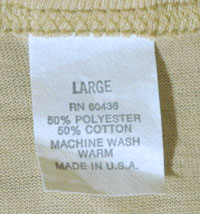 LARGE
RN 60436
50% POLYESTER
50% COTTON
MACHINE WASH
WARM
MADE IN U.S.A.